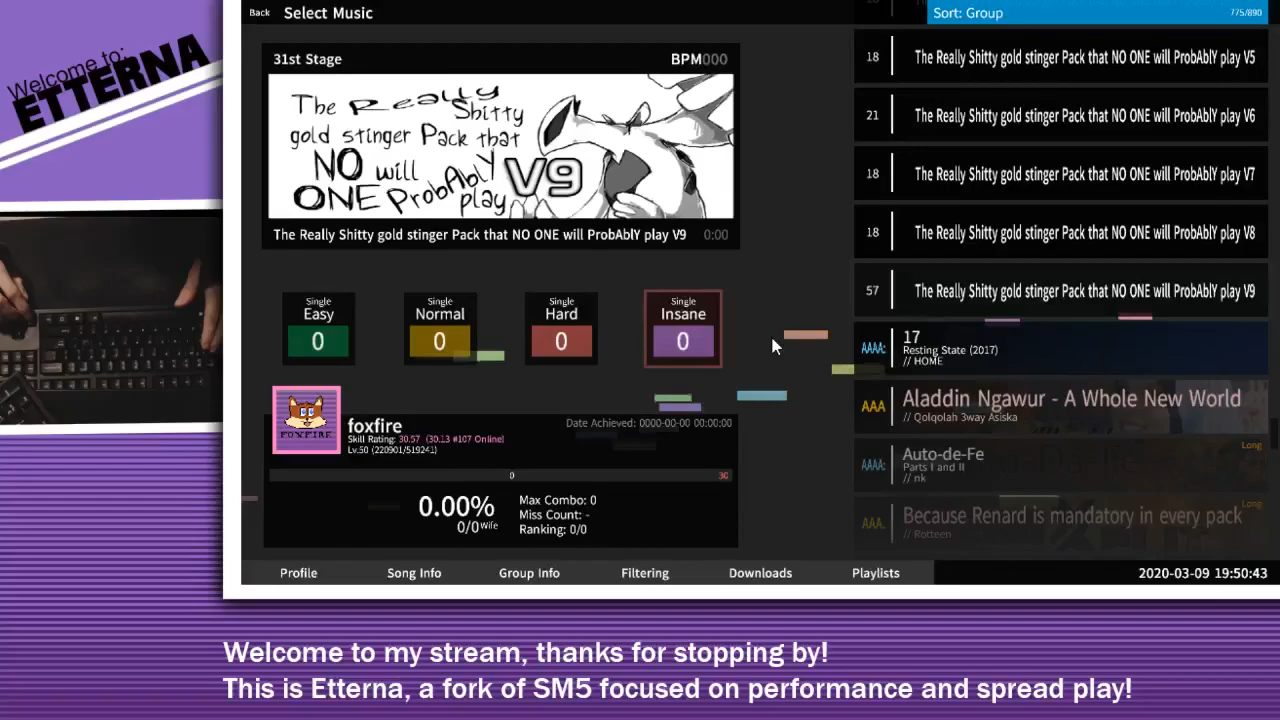 Welcome to:
ETTERNA
Back
Select Music
Sort: Group
775/890
31st Stage
BPM000
The Really Shitty
gold stinger Pack that
NO will
ONE ProbAblY
play
V9
The Really Shitty gold stinger Pack that NO ONE will ProbAblY play V9
0:00
18
The Really Shitty gold stinger Pack that NO ONE will ProbAblY play V5
21
The Really Shitty gold stinger Pack that NO ONE will ProbAblY play V6
18
The Really Shitty gold stinger Pack that NO ONE will ProbAblY play V7
18
The Really Shitty gold stinger Pack that NO ONE will ProbAblY play V8
57
The Really Shitty gold stinger Pack that NO ONE will ProbAblY play V9
Single
Easy
0
Single
Normal
0
Single
Hard
0
Single
Insane
0
AAAA:
17
Resting State (2017)
// HOME
AAA
Aladdin Ngawur - A Whole New World
// Qolqolah 3way Asiska
AAAA:
Auto-de-Fe
Parts I and II
// nk
Long
AAA.
Because Renard is mandatory in every pack
// Rotteen
Long
FOXFIRE
foxfire
Skill Rating: 30.57 (30.13 #107 Online)
Lv.50 (220901/519241)
Date Achieved: 0000-00-00 00:00:00
0
30
0.00%
0/0 Wife
Max Combo: 0
Miss Count: -
Ranking: 0/0
Profile
Song Info
Group Info
Filtering
Downloads
Playlists
2020-03-09 19:50:43
Welcome to my stream, thanks for stopping by!
This is Etterna, a fork of SM5 focused on performance and spread play!